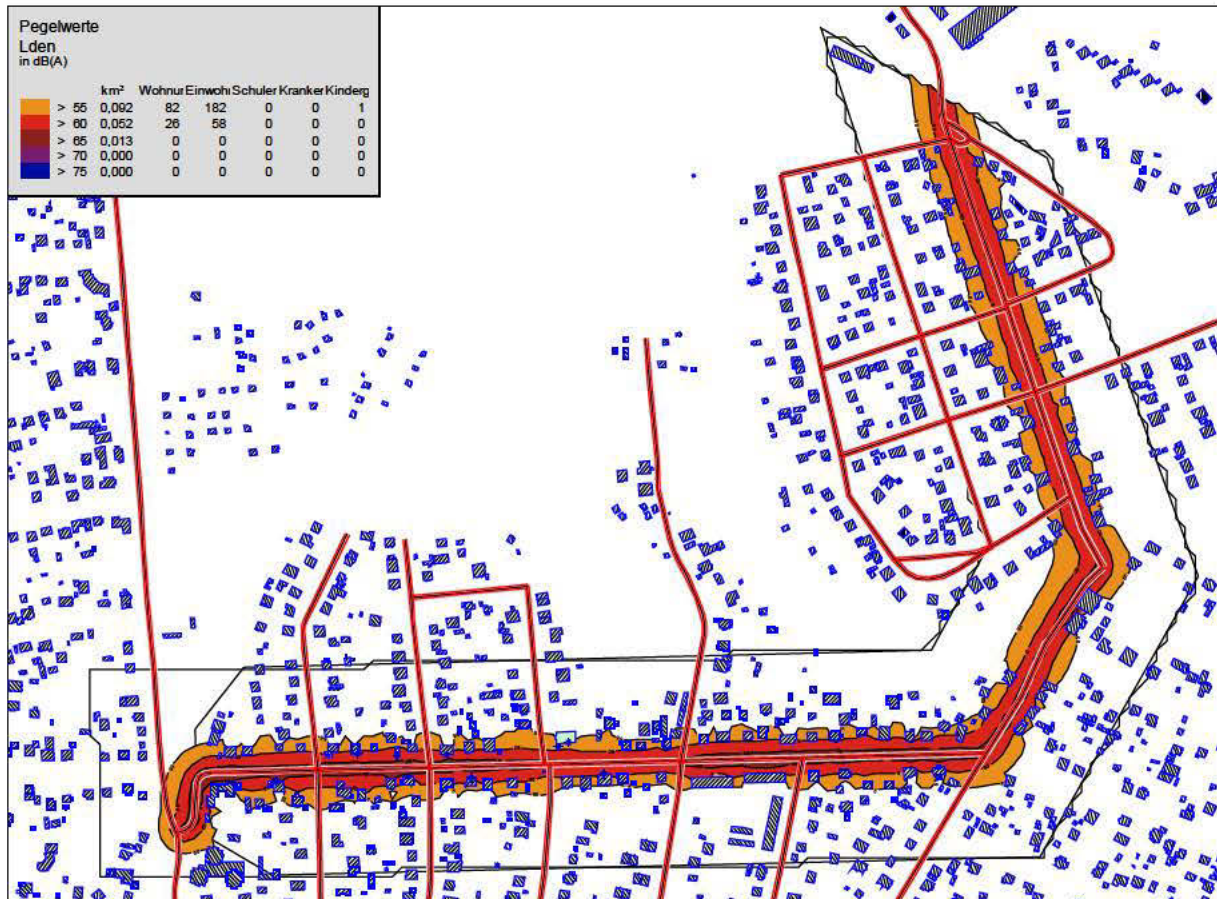 Pegelwerte
Lden
in dB(A)
km² Wohnur Einwohr Schuler Kranker Kinderg
> 55 0,092 82 182 0 0 1
> 60 0,052 26 58 0 0 0
> 65 0,013 0 0 0 0 0
> 70 0,000 0 0 0 0 0
> 75 0,000 0 0 0 0 0